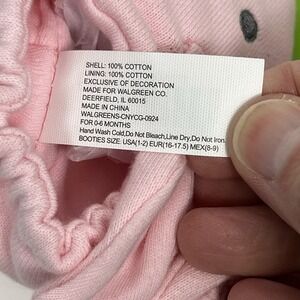 SHELL: 100% COTTON
LINING: 100% COTTON
EXCLUSIVE OF DECORATION
MADE FOR WALGREEN CO.
DEERFIELD, IL 60015
MADE IN CHINA
WALGREENS-CNYCG-0924
FOR 0-6 MONTHS
Hand Wash Cold,Do Not Bleach,Line Dry,Do Not Iron.
BOOTIES SIZE: USA(1-2) EUR(16-17.5) MEX(8-9)